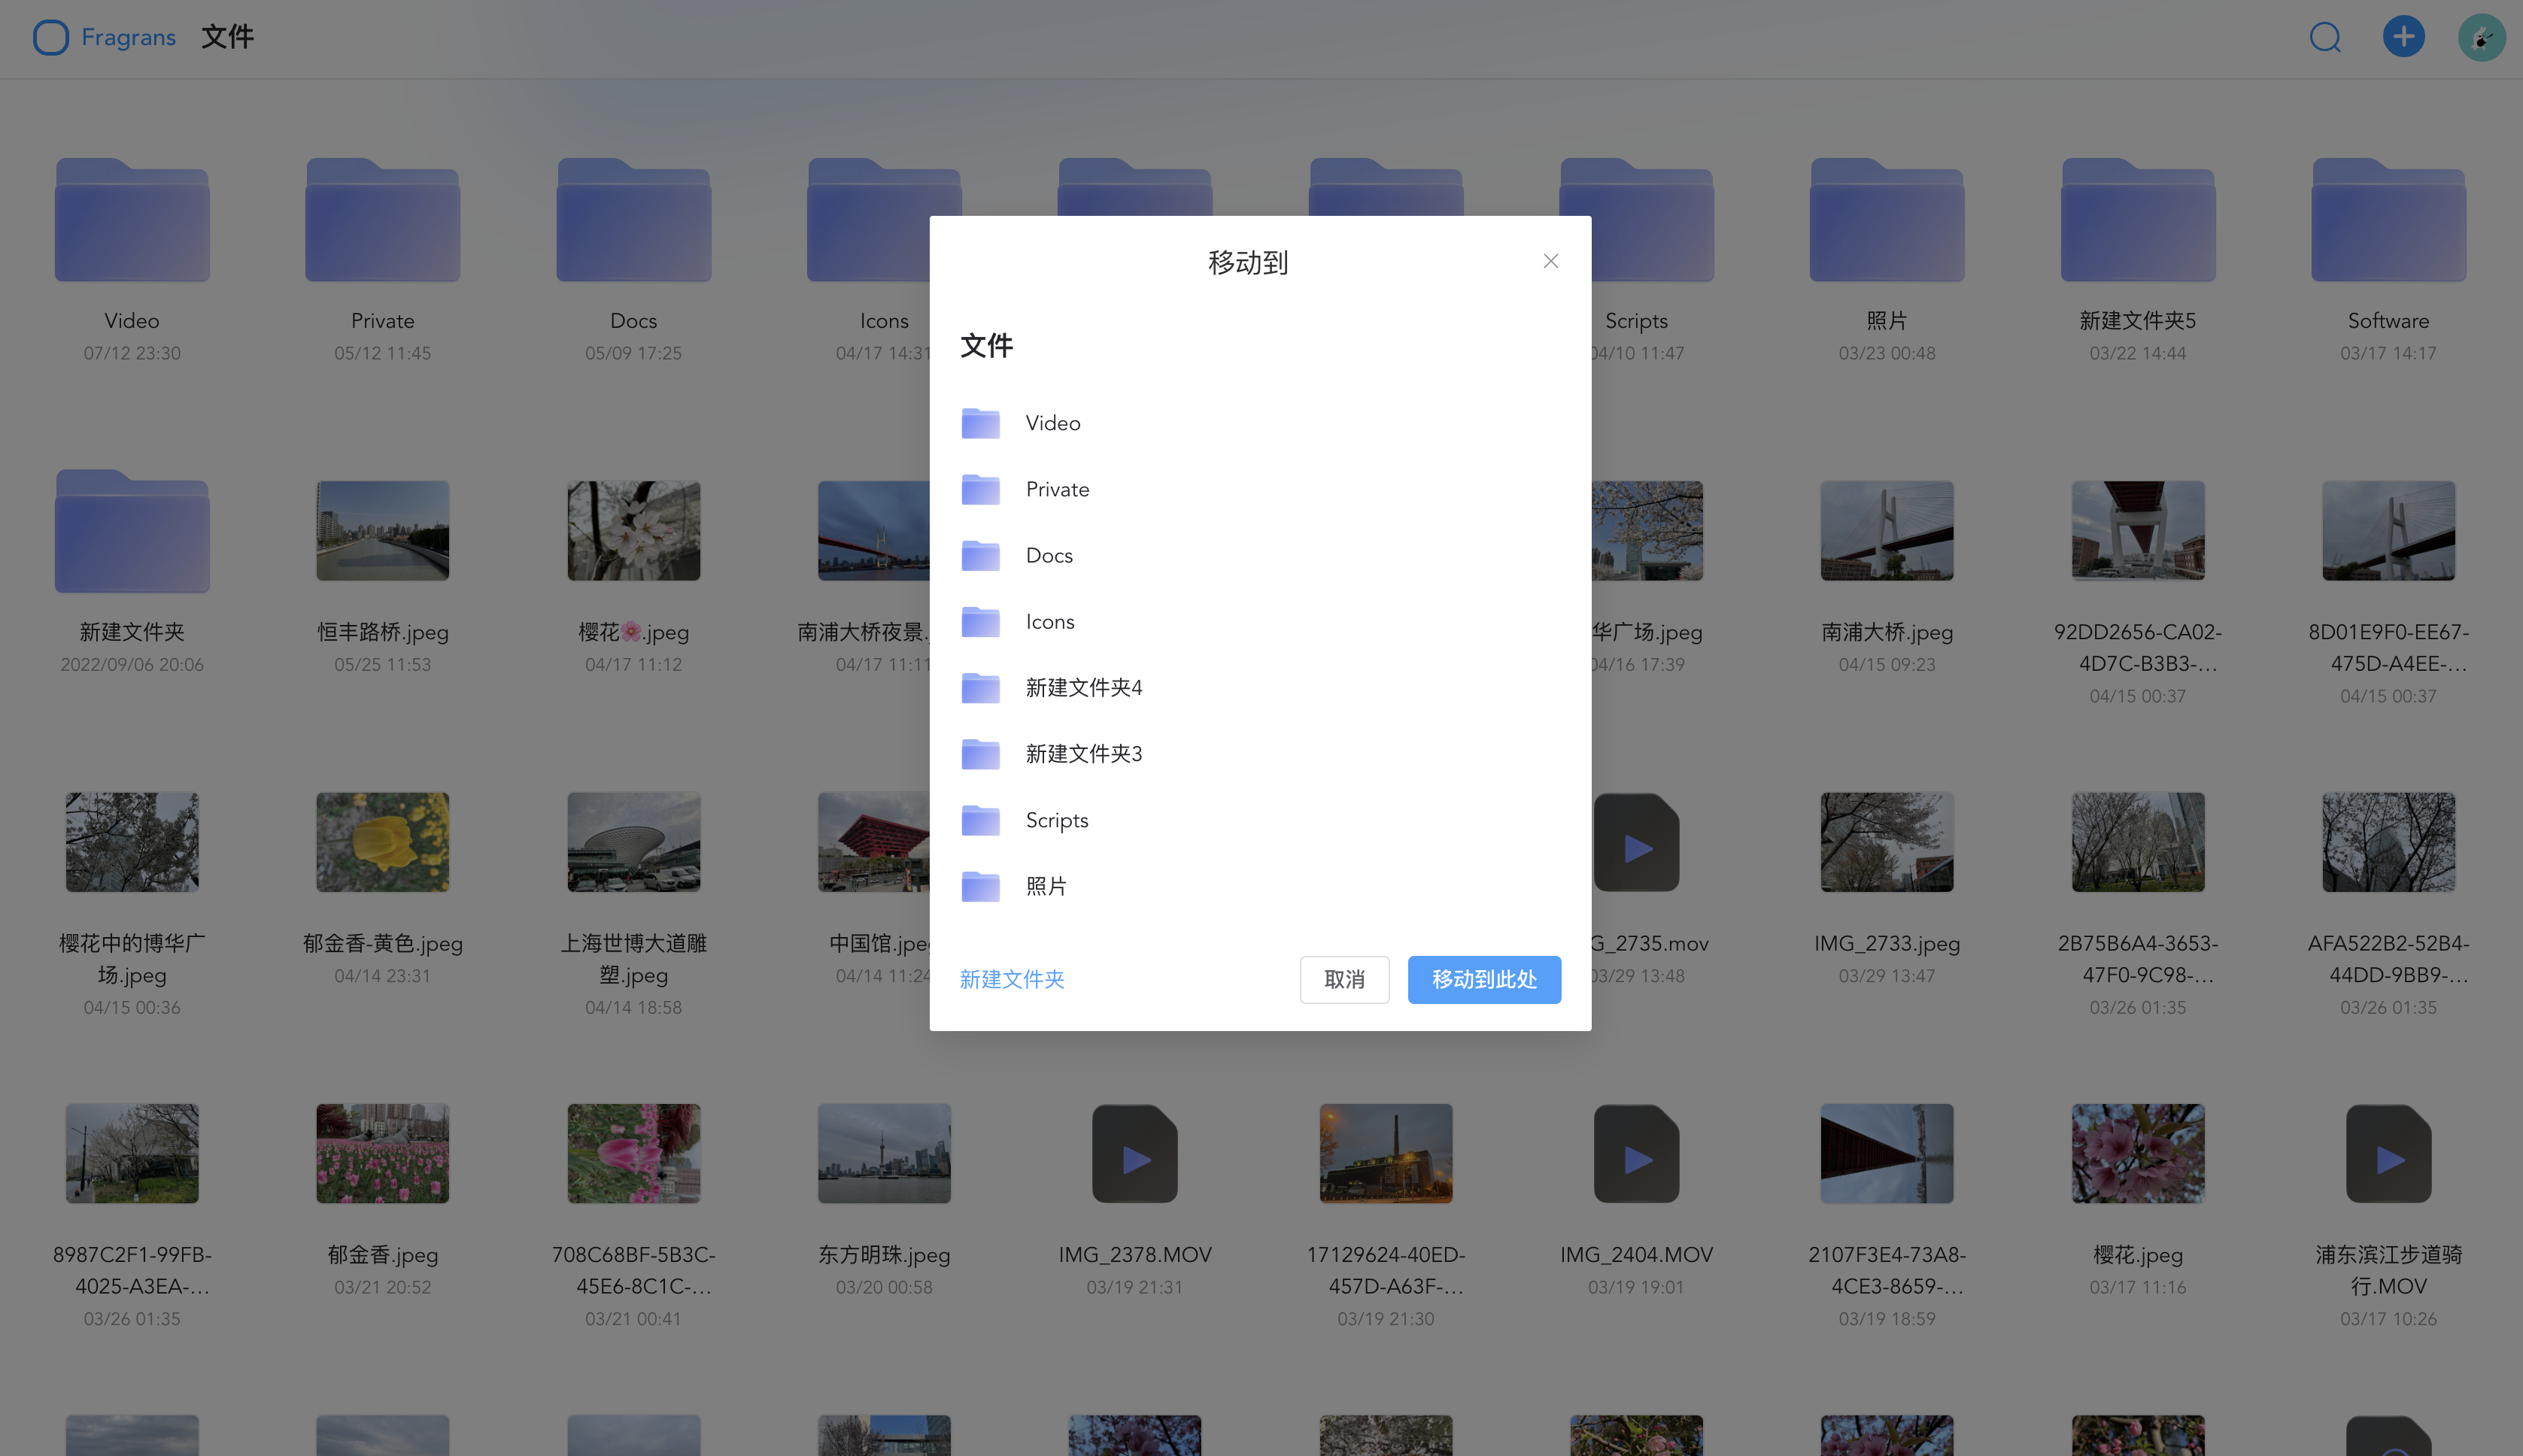 Fragrans 文件
移动到
文件
Video
Private
Docs
Icons
新建文件夹4
新建文件夹3
Scripts
照片
新建文件夹 取消 移动到此处
Video Private Docs Icons Scripts 照片 新建文件夹5 Software
07/12 23:30 05/12 11:45 05/09 17:25 04/17 14:31 04/10 11:47 03/23 00:48 03/22 14:44 03/17 14:17
新建文件夹 恒丰路桥.jpeg 樱花🌸.jpeg 南浦大桥夜景. 华广场.jpeg 南浦大桥.jpeg 92DD2656-CA02- 8D01E9F0-EE67-
4D7C-B3B3-... 475D-A4EE-...
2022/09/06 20:06 05/25 11:53 04/17 11:12 04/17 11:11 04/16 17:39 04/15 09:23 04/15 00:37 04/15 00:37
樱花中的博华广 郁金香-黄色.jpeg 上海世博大道雕 中国馆.jpeg G_2735.mov IMG_2733.jpeg 2B75B6A4-3653- AFA522B2-52B4-
场.jpeg 04/14 23:31 塑.jpeg 04/14 11:24 03/29 13:48 03/29 13:47 47F0-9C98-... 44DD-9BB9-...
04/15 00:36 04/14 18:58 03/26 01:35 03/26 01:35
8987C2F1-99FB- 郁金香.jpeg 708C68BF-5B3C- 东方明珠.jpeg IMG_2378.MOV 17129624-40ED- IMG_2404.MOV 2107F3E4-73A8- 樱花.jpeg 浦东滨江步道骑
4025-A3EA-... 03/21 20:52 45E6-8C1C-... 03/20 00:58 03/19 21:31 457D-A63F-... 03/19 19:01 4CE3-8659-... 03/17 11:16 行.MOV
03/26 01:35 03/21 00:41 03/19 21:30 03/19 18:59 03/17 10:26